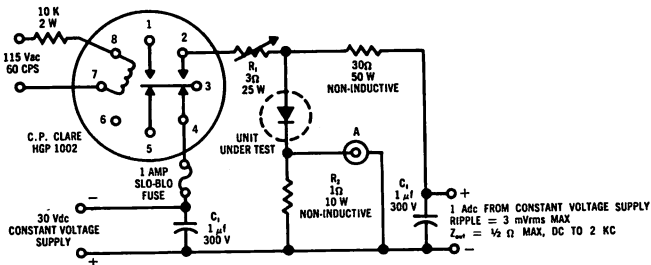 10 K
2 W
115 Vac
60 CPS
8
1
2
7
3
6
5
4
C.P. CLARE
HGP 1002
R₁
3Ω
25 W
30Ω
50 W
NON-INDUCTIVE
UNIT
UNDER TEST
A
1 AMP
SLO-BLO
FUSE
R₂
1Ω
10 W
NON-INDUCTIVE
C₁
1 μf
300 V
+
1 Adc FROM CONSTANT VOLTAGE SUPPLY
RIPPLE = 3 mVrms MAX
Zout = ½ Ω MAX, DC TO 2 KC
−
−
30 Vdc
CONSTANT VOLTAGE
SUPPLY
+
C₁
1 μf
300 V